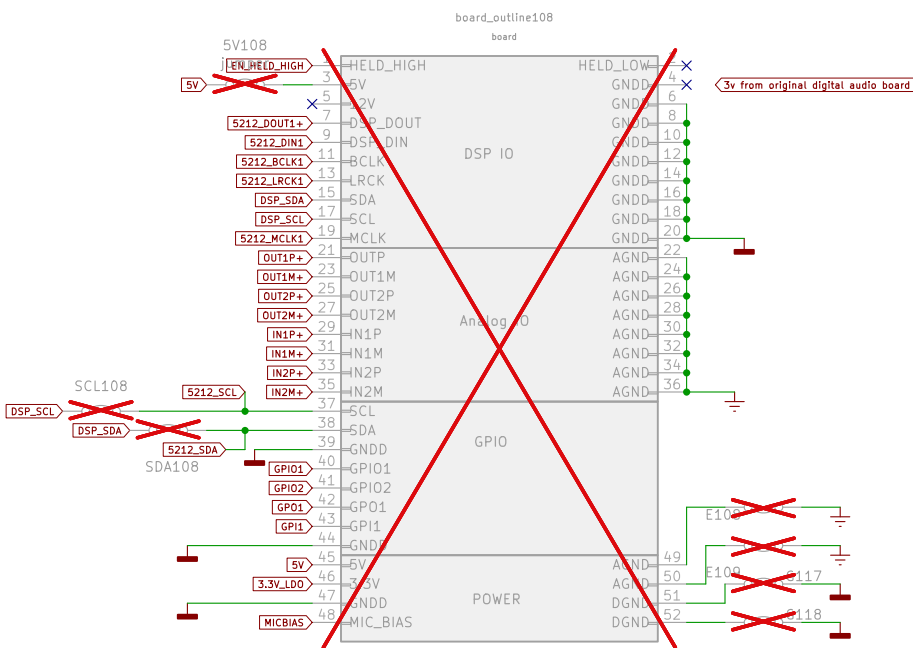 board_outline108
board
5V108
EN_HELD_HIGH HELD_HIGH HELD_LOW
5V 3 5V GNDD 4 3v from original digital audio board
5 12V GNDD 6
5212_DOUT1+ 7 DSP_DOUT GNDD 8
5212_DIN1 9 DSP_DIN GNDD 10
5212_BCLK1 11 BCLK DSP IO GNDD 12
5212_LRCK1 13 LRCK GNDD 14
DSP_SDA 15 SDA GNDD 16
DSP_SCL 17 SCL GNDD 18
5212_MCLK1 19 MCLK GNDD 20
OUT1P+ 21 OUTP AGND 22
OUT1M+ 23 OUT1M AGND 24
OUT2P+ 25 OUT2P AGND 26
OUT2M+ 27 OUT2M Analog IO AGND 28
IN1P+ 29 IN1P AGND 30
IN1M+ 31 IN1M AGND 32
IN2P+ 33 IN2P AGND 34
SCL108 5212_SCL IN2M+ 35 IN2M AGND 36
DSP_SCL 37 SCL
DSP_SDA 38 SDA
5212_SDA 39 GNDD GPIO
SDA108 GPIO1 40 GPIO1
GPIO2 41 GPIO2
GPO1 42 GPO1
GPI1 43 GPI1 E108
44 GNDD
5V 45 5V AGND 49
3.3V_LDO 46 3.3V AGND 50 E109 S117
47 GNDD POWER DGND 51
MICBIAS 48 MIC_BIAS DGND 52 S118